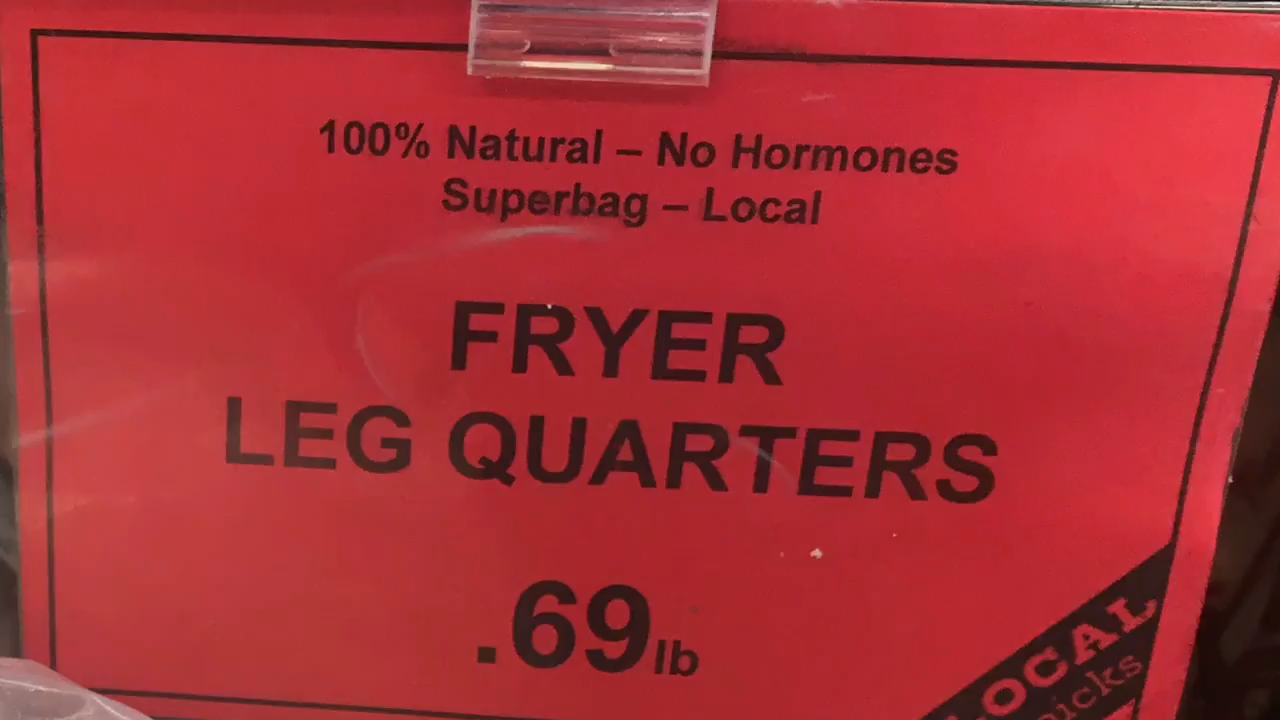 100% Natural – No Hormones
Superbag – Local
FRYER
LEG QUARTERS
.69lb
LOCAL